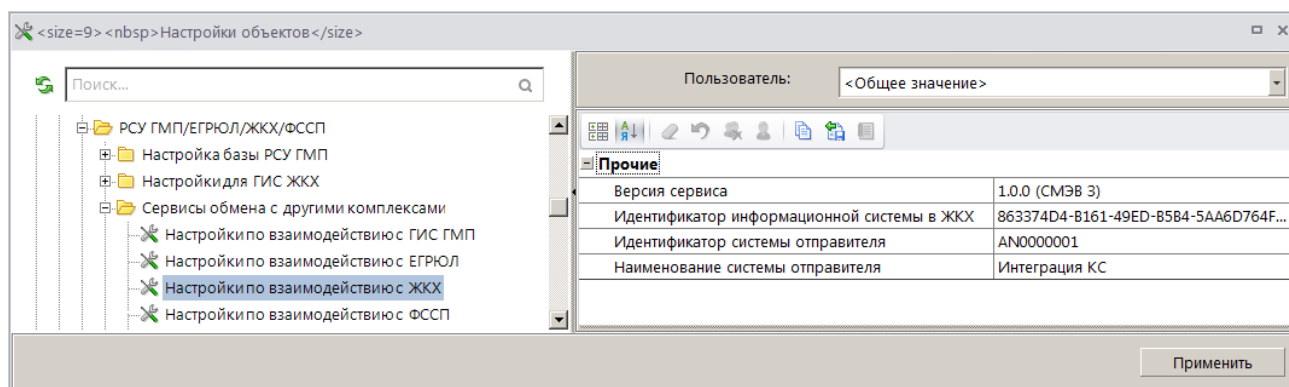 <size=9><nbsp>Настройки объектов</size>
Поиск...
Пользователь:
<Общее значение>
РСУ ГМП/ЕГРЮЛ/ЖКХ/ФССП
Настройка базы РСУ ГМП
Настройки для ГИС ЖКХ
Сервисы обмена с другими комплексами
Настройки по взаимодействию с ГИС ГМП
Настройки по взаимодействию с ЕГРЮЛ
Настройки по взаимодействию с ЖКХ
Настройки по взаимодействию с ФССП
Прочие
Версия сервиса 1.0.0 (СМЭВ 3)
Идентификатор информационной системы в ЖКХ 863374D4-B161-49ED-B5B4-5AA6D764F...
Идентификатор системы отправителя AN0000001
Наименование системы отправителя Интеграция КС
Применить